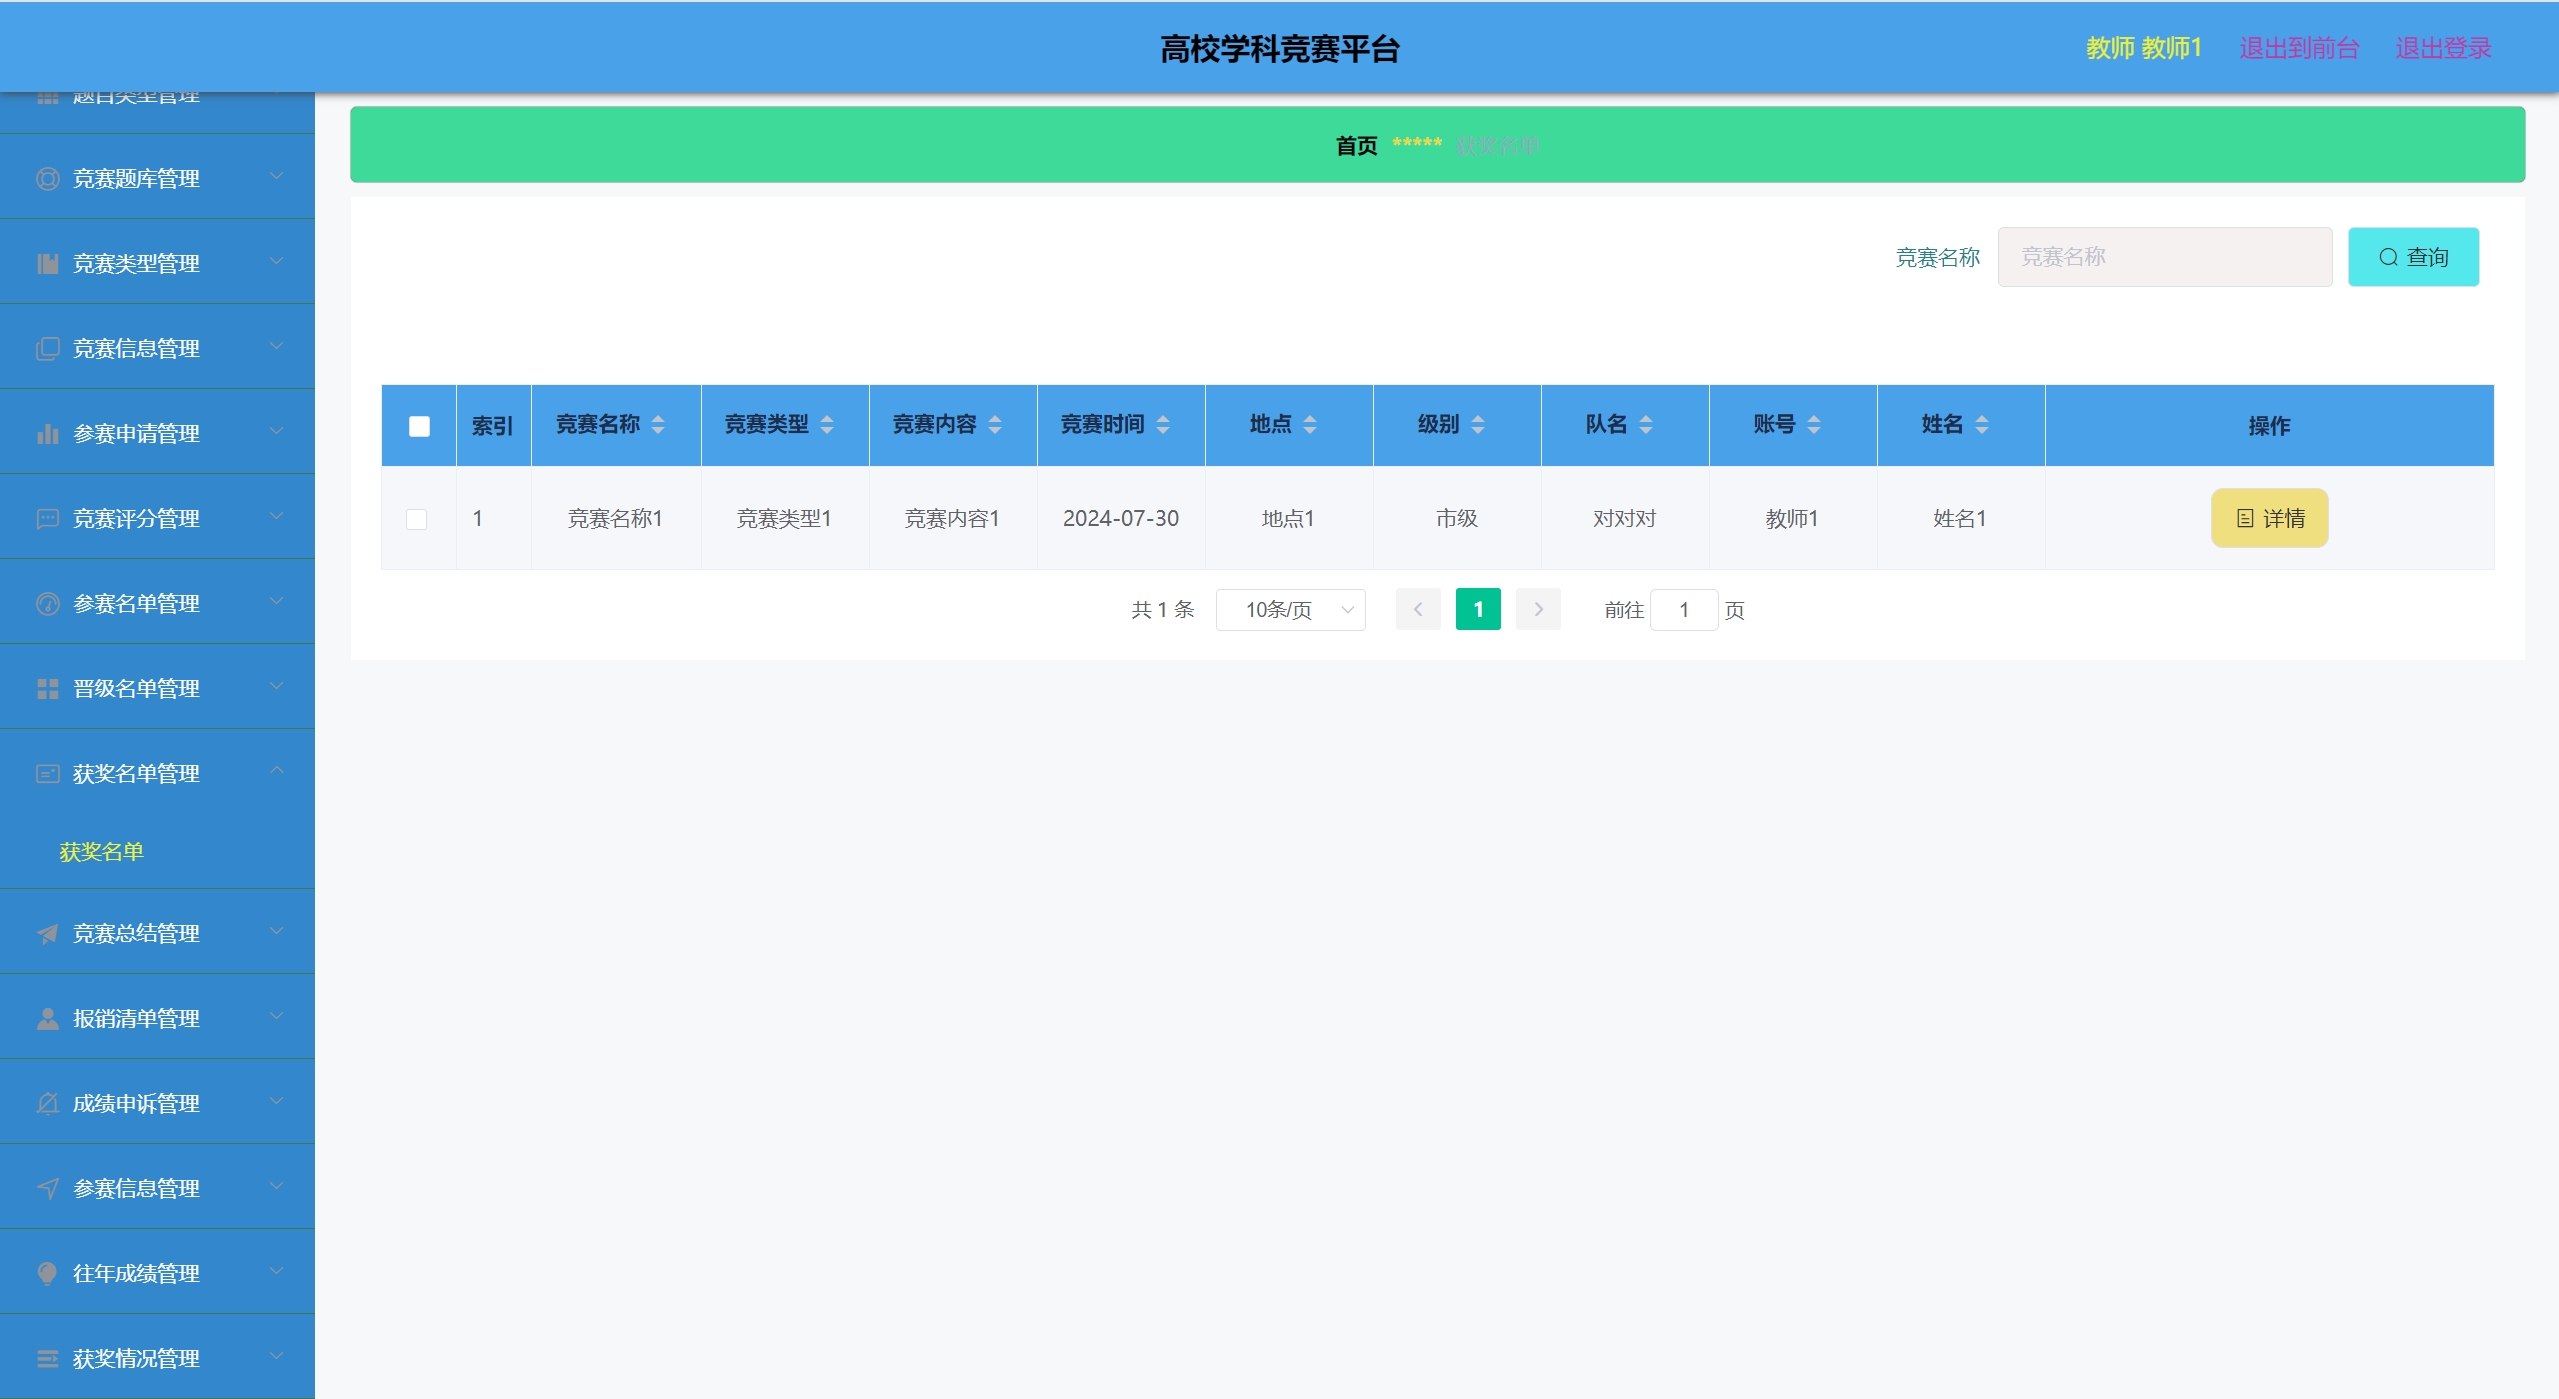 高校学科竞赛平台
教师 教师1 退出到前台 退出登录
题目类型管理
竞赛题库管理
竞赛类型管理
竞赛信息管理
参赛申请管理
竞赛评分管理
参赛名单管理
晋级名单管理
获奖名单管理
获奖名单
竞赛总结管理
报销清单管理
成绩申诉管理
参赛信息管理
往年成绩管理
获奖情况管理
首页 ***** 获奖名单
竞赛名称 竞赛名称 查询
索引 竞赛名称 竞赛类型 竞赛内容 竞赛时间 地点 级别 队名 账号 姓名 操作
1 竞赛名称1 竞赛类型1 竞赛内容1 2024-07-30 地点1 市级 对对对 教师1 姓名1 详情
共 1 条 10条/页 1 前往 1 页